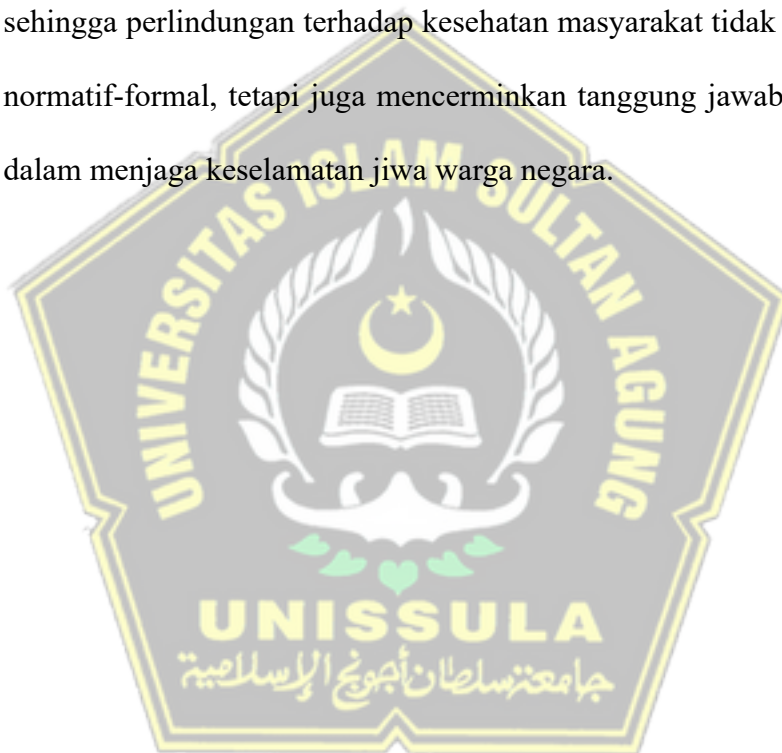 sehingga perlindungan terhadap kesehatan masyarakat tidak
normatif-formal, tetapi juga mencerminkan tanggung jawab
dalam menjaga keselamatan jiwa warga negara.
UNIVERSITAS ISLAM SULTAN AGUNG
UNISSULA
جامعة سلطان أجونج الإسلامية